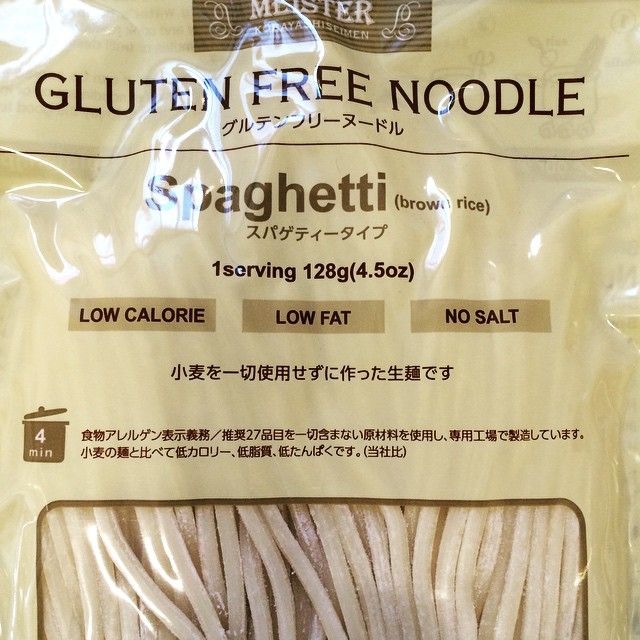 MEISTER
GLUTEN FREE NOODLE
グルテンフリーヌードル
Spaghetti (brown rice)
スパゲティータイプ
1serving 128g(4.5oz)
LOW CALORIE
LOW FAT
NO SALT
小麦を一切使用せずに作った生麺です
4
min
食物アレルゲン表示義務/推奨27品目を一切含まない原材料を使用し、専用工場で製造しています。
小麦の麺と比べて低カロリー、低脂質、低たんぱくです。(当社比)